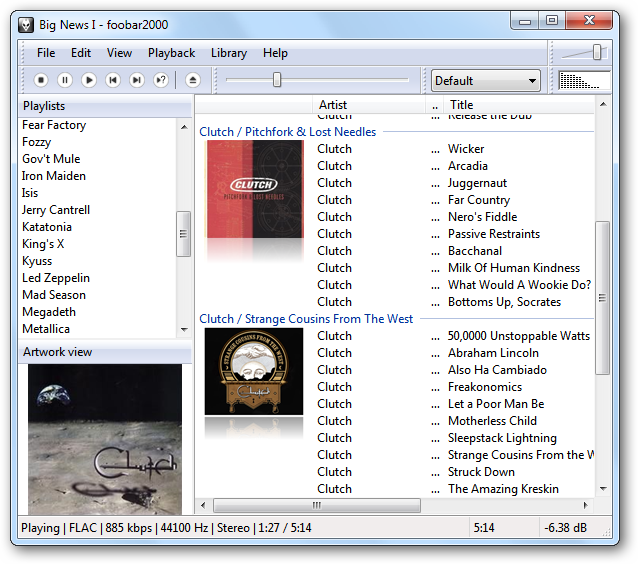 Big News I - foobar2000
File Edit View Playback Library Help
Default
Playlists
Fear Factory
Fozzy
Gov't Mule
Iron Maiden
Isis
Jerry Cantrell
Katatonia
King's X
Kyuss
Led Zeppelin
Mad Season
Megadeth
Metallica
Artwork view
Clutch
Artist .. Title
Release the Dub
Clutch / Pitchfork & Lost Needles
CLUTCH
PITCHFORK & LOST NEEDLES
Clutch ... Wicker
Clutch ... Arcadia
Clutch ... Juggernaut
Clutch ... Far Country
Clutch ... Nero's Fiddle
Clutch ... Passive Restraints
Clutch ... Bacchanal
Clutch ... Milk Of Human Kindness
Clutch ... What Would A Wookie Do?
Clutch ... Bottoms Up, Socrates
Clutch / Strange Cousins From The West
STRANGE COUSINS FROM THE WEST
Clutch
Clutch ... 50,0000 Unstoppable Watts
Clutch ... Abraham Lincoln
Clutch ... Also Ha Cambiado
Clutch ... Freakonomics
Clutch ... Let a Poor Man Be
Clutch ... Motherless Child
Clutch ... Sleepstack Lightning
Clutch ... Strange Cousins From the W
Clutch ... Struck Down
Clutch ... The Amazing Kreskin
Playing | FLAC | 885 kbps | 44100 Hz | Stereo | 1:27 / 5:14
5:14
-6.38 dB